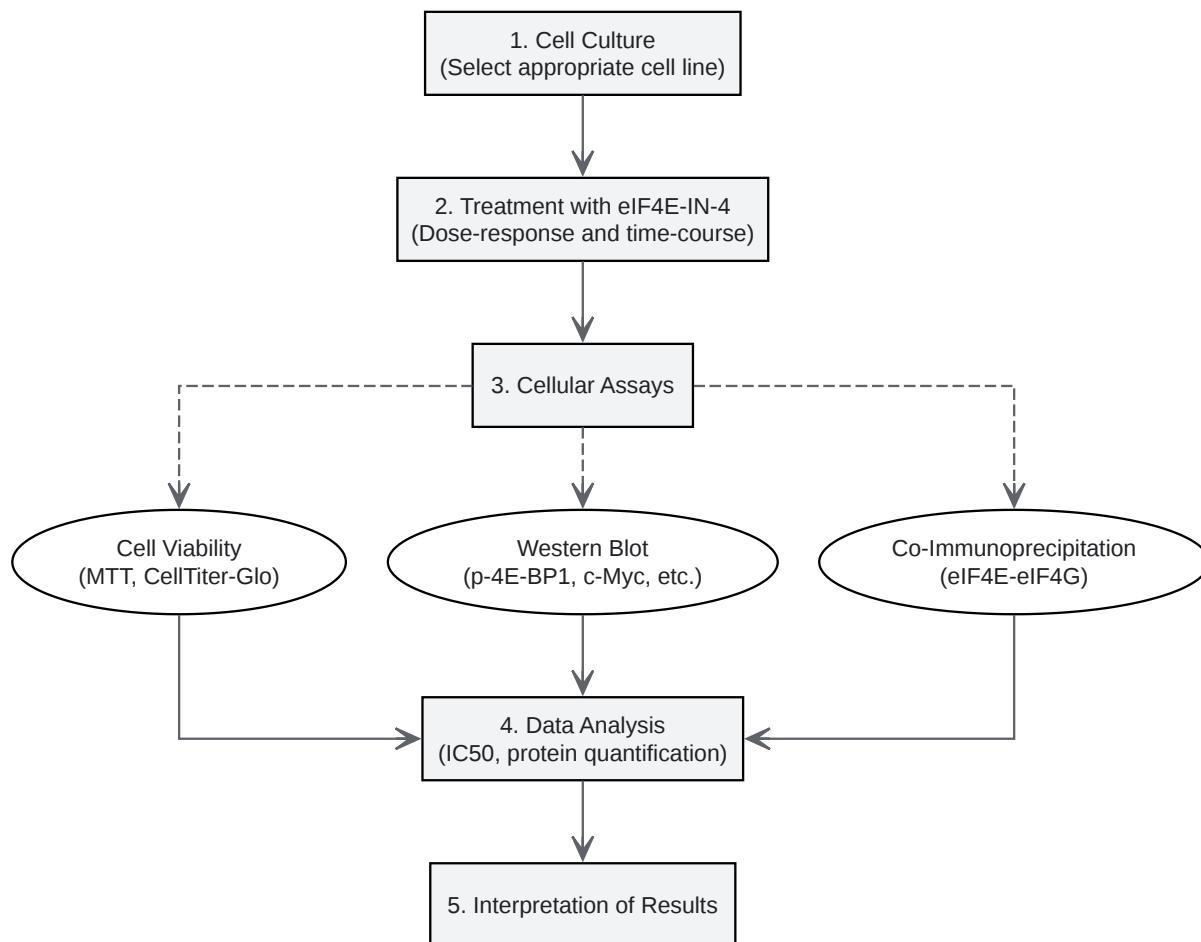 1. Cell Culture
(Select appropriate cell line)
2. Treatment with eIF4E-IN-4
(Dose-response and time-course)
3. Cellular Assays
Cell Viability
(MTT, CellTiter-Glo)
Western Blot
(p-4E-BP1, c-Myc, etc.)
Co-Immunoprecipitation
(eIF4E-eIF4G)
4. Data Analysis
(IC50, protein quantification)
5. Interpretation of Results